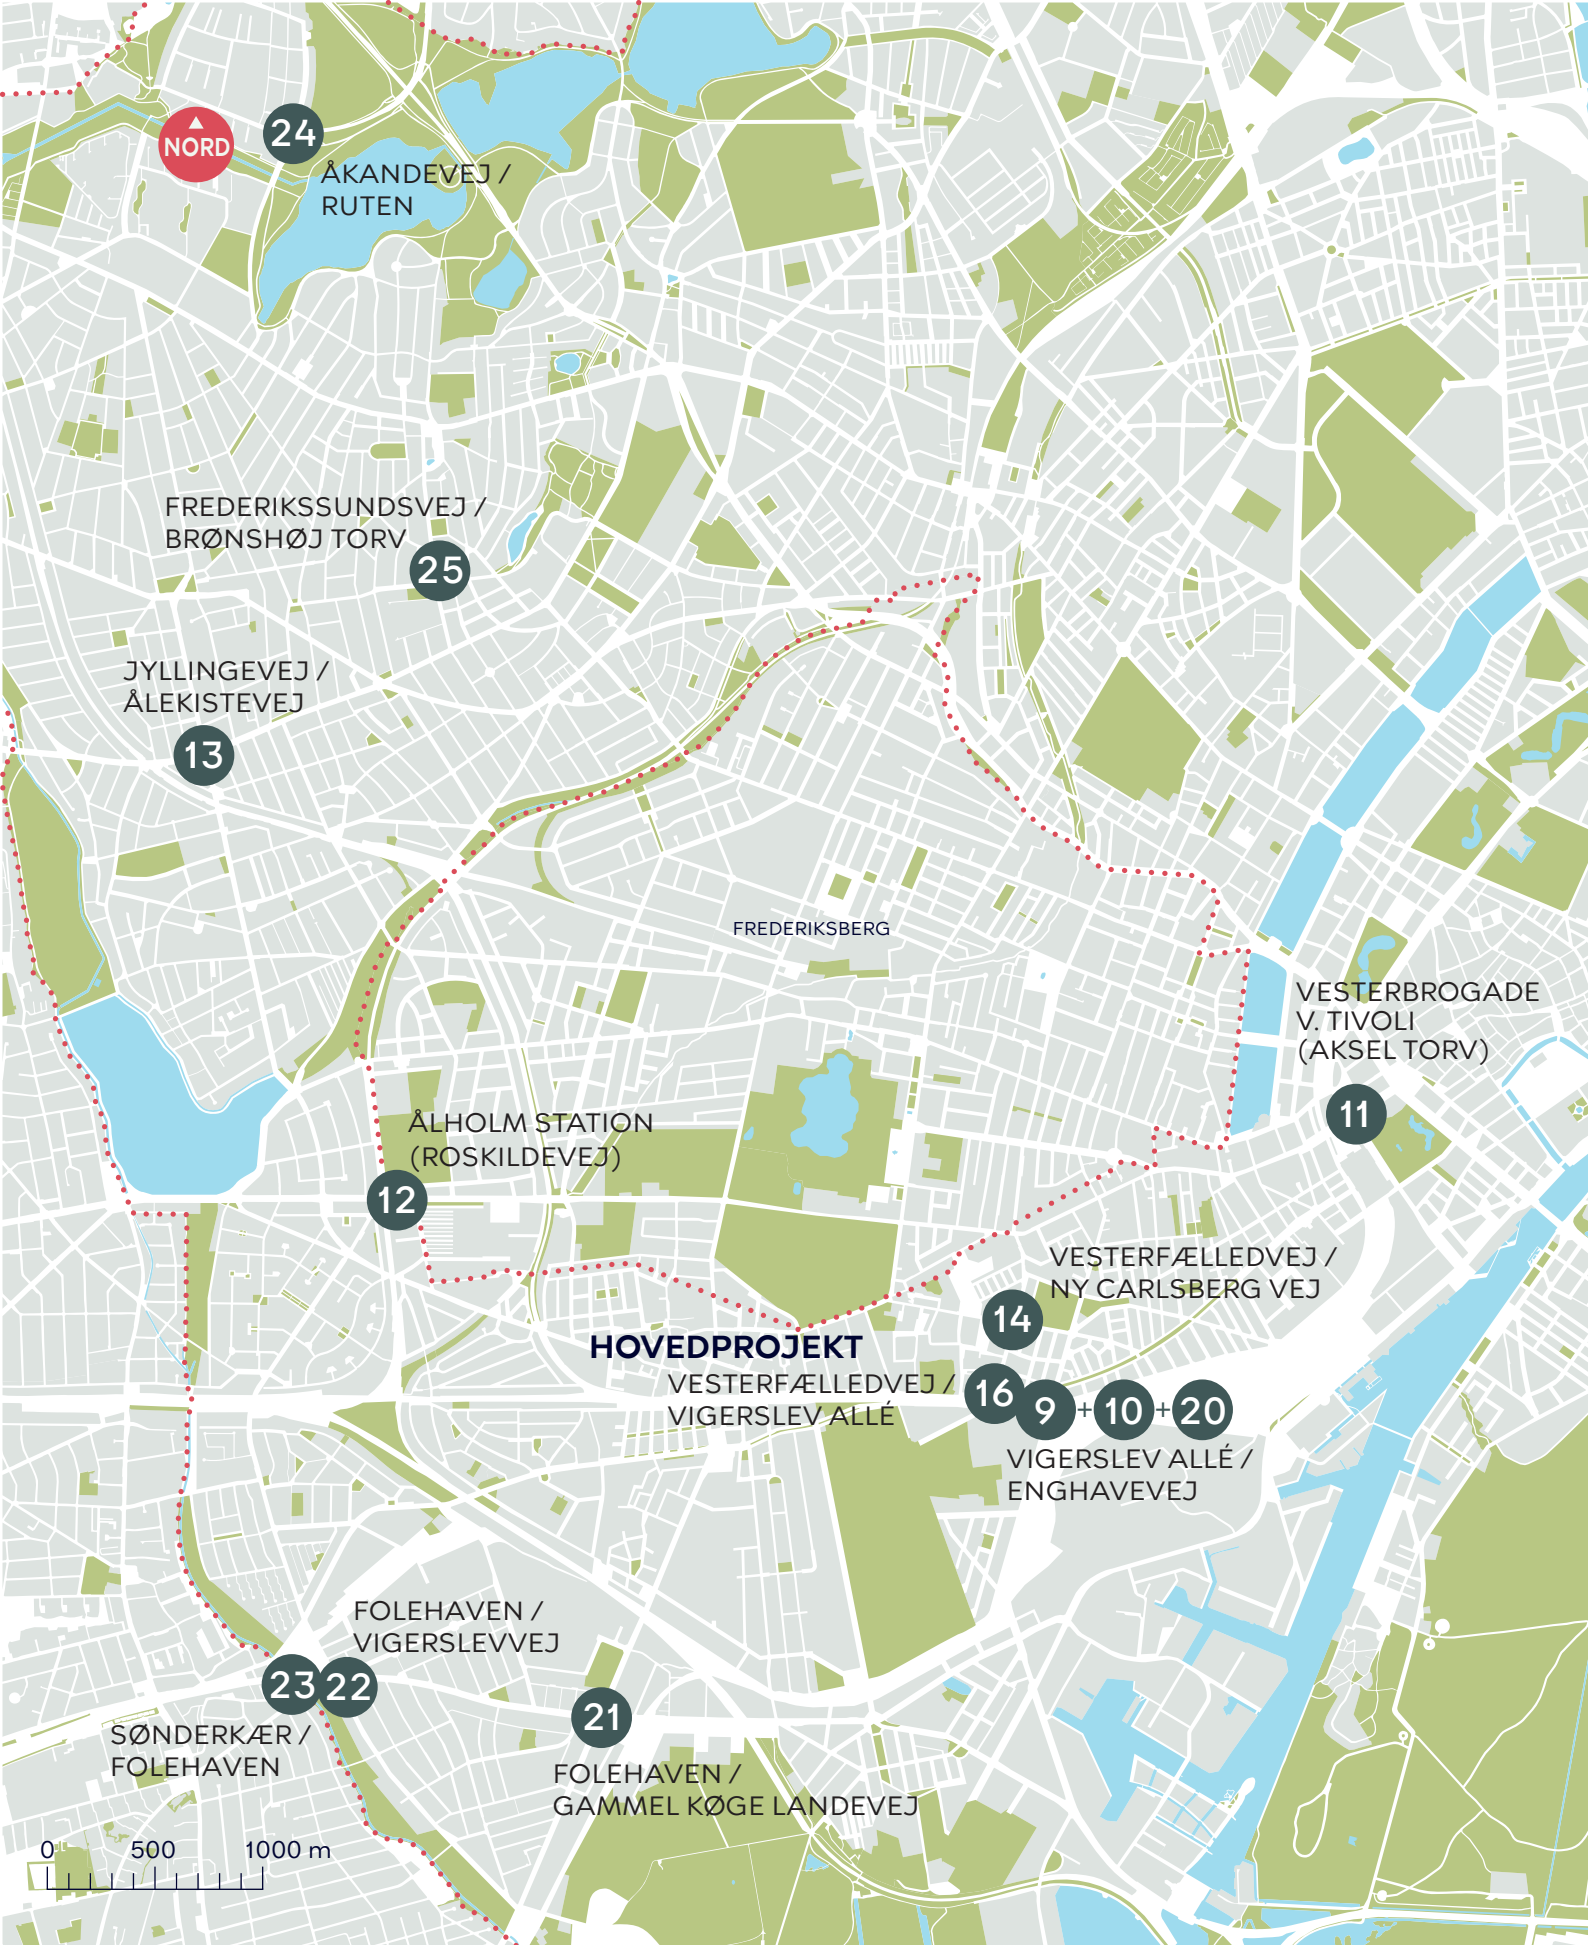 NORD
24
ÅKANDEVEJ /
RUTEN
FREDERIKSSUNDSVEJ /
BRØNSHØJ TORV
25
JYLLINGEVEJ /
ÅLEKISTEVEJ
13
FREDERIKSBERG
VESTERBROGADE
V. TIVOLI
(AKSEL TORV)
11
ÅLHOLM STATION
(ROSKILDEVEJ)
12
VESTERFÆLLEDVEJ /
NY CARLSBERG VEJ
14
HOVEDPROJEKT
VESTERFÆLLEDVEJ /
VIGERSLEV ALLÉ
16
9 + 10 + 20
VIGERSLEV ALLÉ /
ENGHAVEVEJ
FOLEHAVEN /
VIGERSLEVVEJ
23 22
SØNDERKÆR /
FOLEHAVEN
21
FOLEHAVEN /
GAMMEL KØGE LANDEVEJ
0 500 1000 m